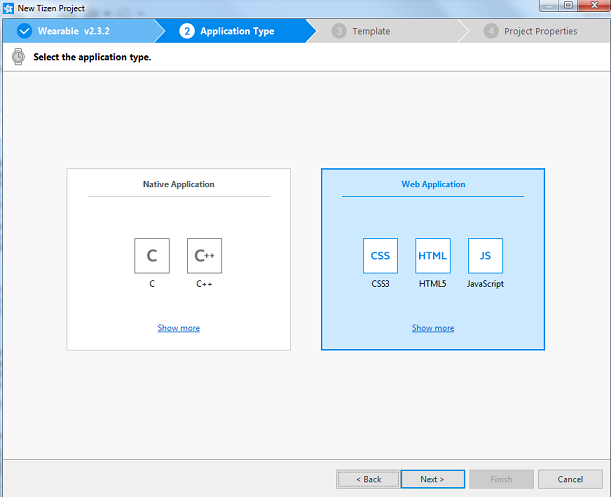 New Tizen Project
Wearable v2.3.2
2 Application Type
3 Template
4 Project Properties
Select the application type.
Native Application
C
C++
C
C++
Show more
Web Application
CSS
HTML
JS
CSS3
HTML5
JavaScript
Show more
< Back
Next >
Finish
Cancel